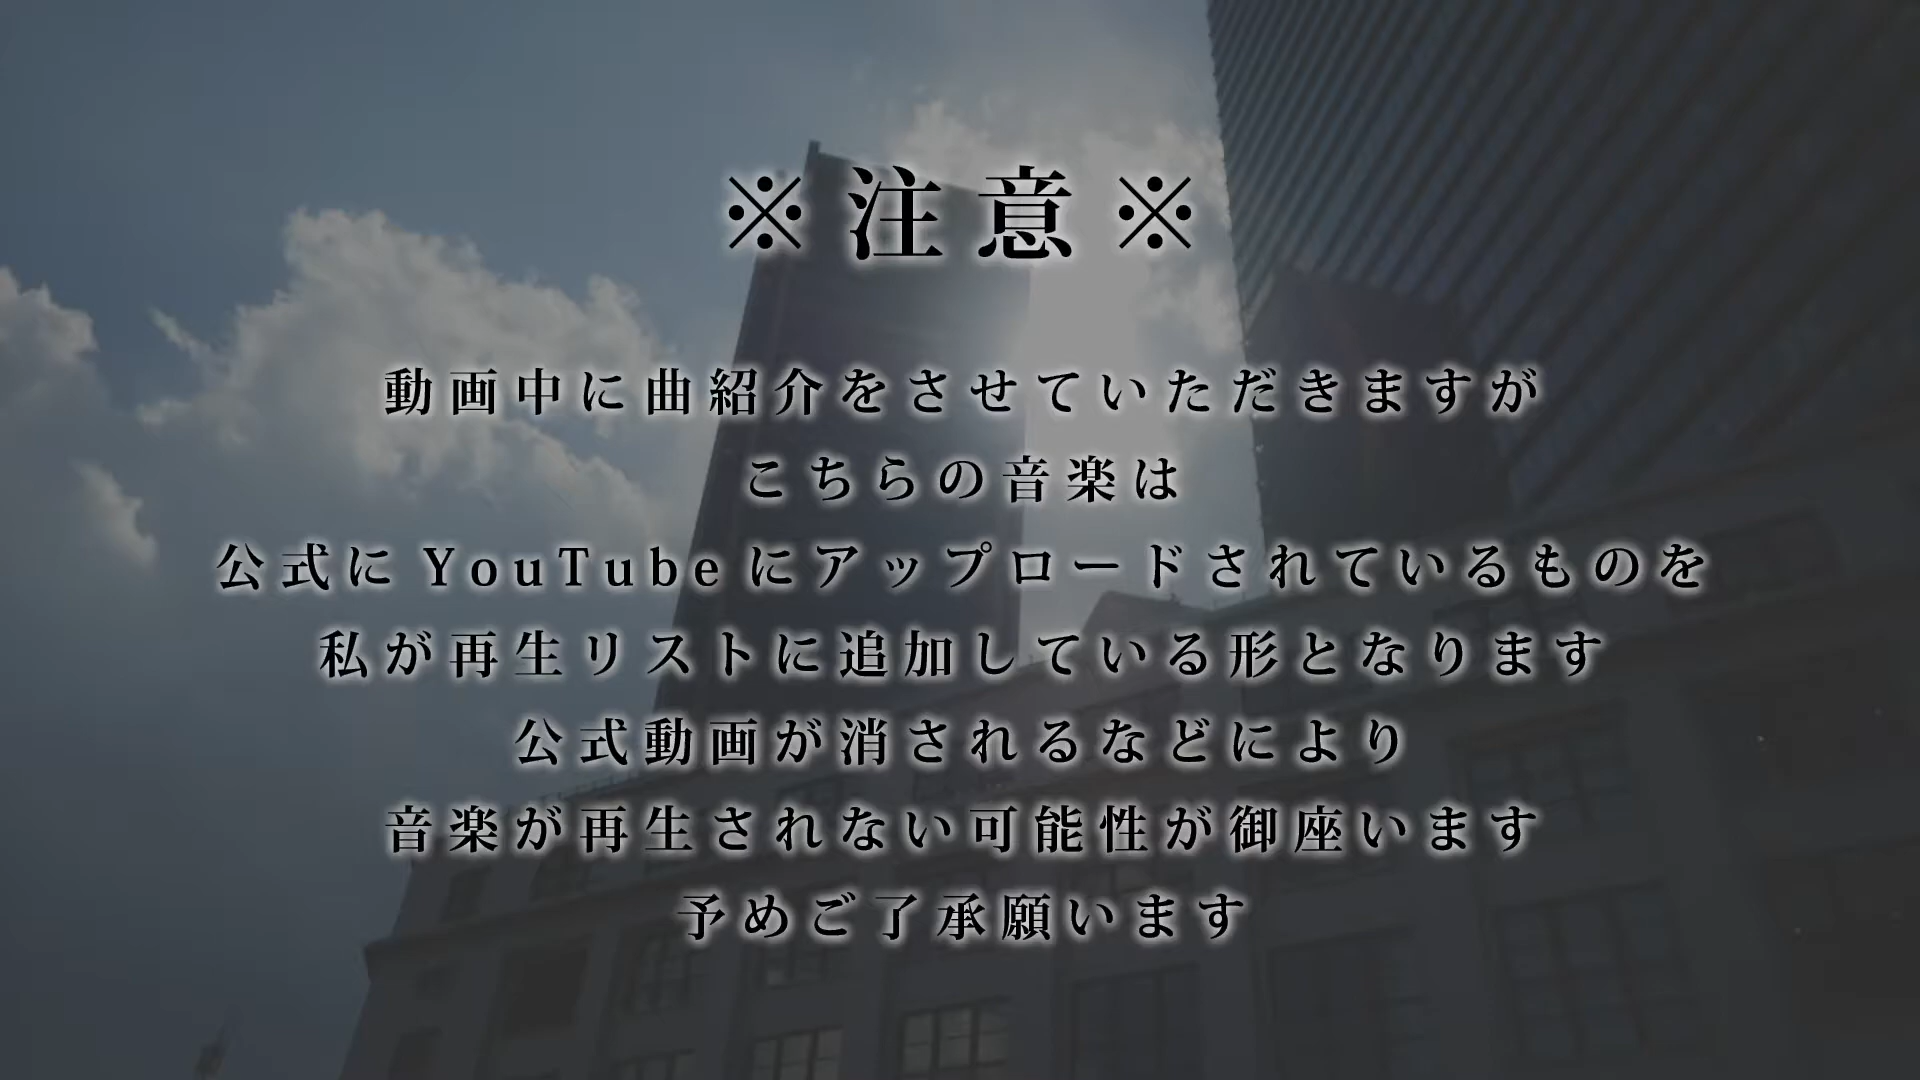 ※注意※
動画中に曲紹介をさせていただきますが
こちらの音楽は
公式にYouTubeにアップロードされているものを
私が再生リストに追加している形となります
公式動画が消されるなどにより
音楽が再生されない可能性が御座います
予めご了承願います